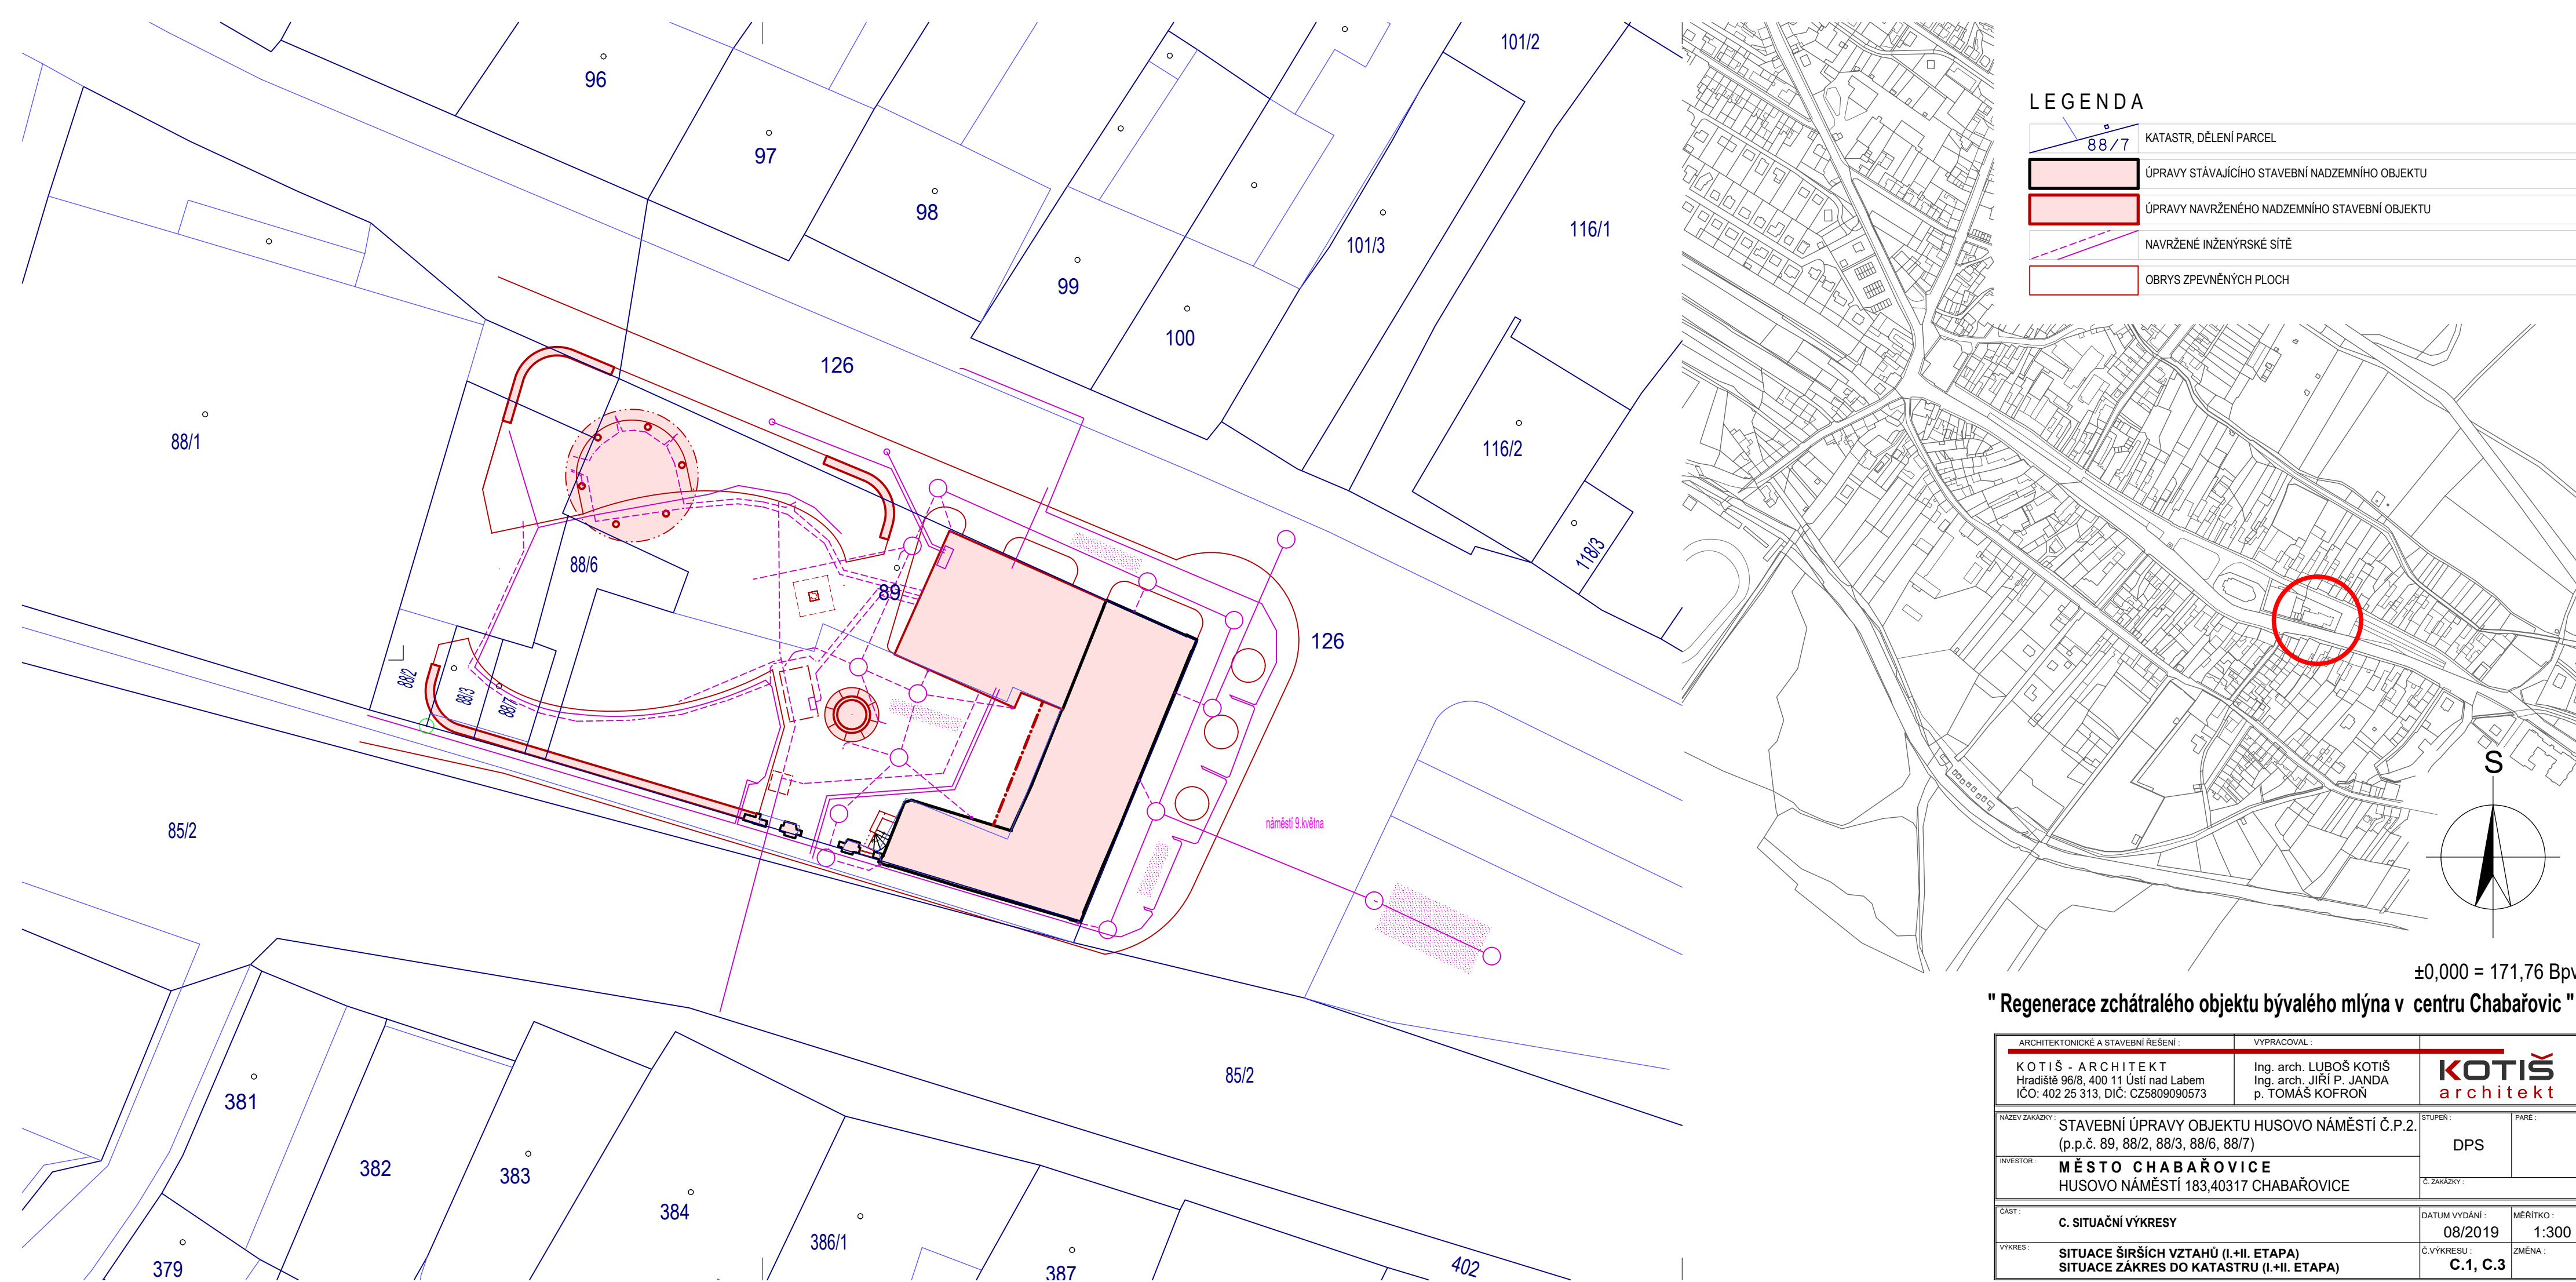 96
97
98
99
100
101/2
101/3
116/1
116/2
118/3
126
88/1
88/6
89
126
88/2
88/3
88/7
85/2
náměstí 9.května
85/2
381
382
383
384
386/1
387
379
402
LEGENDA
88/7
KATASTR, DĚLENÍ PARCEL
ÚPRAVY STÁVAJÍCÍHO STAVEBNÍ NADZEMNÍHO OBJEKTU
ÚPRAVY NAVRŽENÉHO NADZEMNÍHO STAVEBNÍ OBJEKTU
NAVRŽENÉ INŽENÝRSKÉ SÍTĚ
OBRYS ZPEVNĚNÝCH PLOCH
S
±0,000 = 171,76 Bpv
" Regenerace zchátralého objektu bývalého mlýna v centru Chabařovic "
ARCHITEKTONICKÉ A STAVEBNÍ ŘEŠENÍ :
KOTIŠ - ARCHITEKT
Hradiště 96/8, 400 11 Ústí nad Labem
IČO: 402 25 313, DIČ: CZ5809090573
VYPRACOVAL :
Ing. arch. LUBOŠ KOTIŠ
Ing. arch. JIŘÍ P. JANDA
p. TOMÁŠ KOFROŇ
KOTIŠ
architekt
NÁZEV ZAKÁZKY :
STAVEBNÍ ÚPRAVY OBJEKTU HUSOVO NÁMĚSTÍ Č.P.2.
(p.p.č. 89, 88/2, 88/3, 88/6, 88/7)
STUPEŇ :
DPS
PARÉ :
INVESTOR :
MĚSTO CHABAŘOVICE
HUSOVO NÁMĚSTÍ 183,40317 CHABAŘOVICE
Č. ZAKÁZKY :
ČÁST :
C. SITUAČNÍ VÝKRESY
DATUM VYDÁNÍ :
08/2019
MĚŘÍTKO :
1:300
VÝKRES :
SITUACE ŠIRŠÍCH VZTAHŮ (I.+II. ETAPA)
SITUACE ZÁKRES DO KATASTRU (I.+II. ETAPA)
Č.VÝKRESU :
C.1, C.3
ZMĚNA :